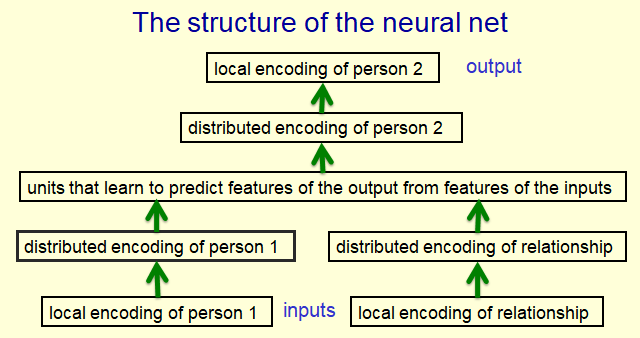 The structure of the neural net
local encoding of person 2
output
distributed encoding of person 2
units that learn to predict features of the output from features of the inputs
distributed encoding of person 1
distributed encoding of relationship
local encoding of person 1
inputs
local encoding of relationship